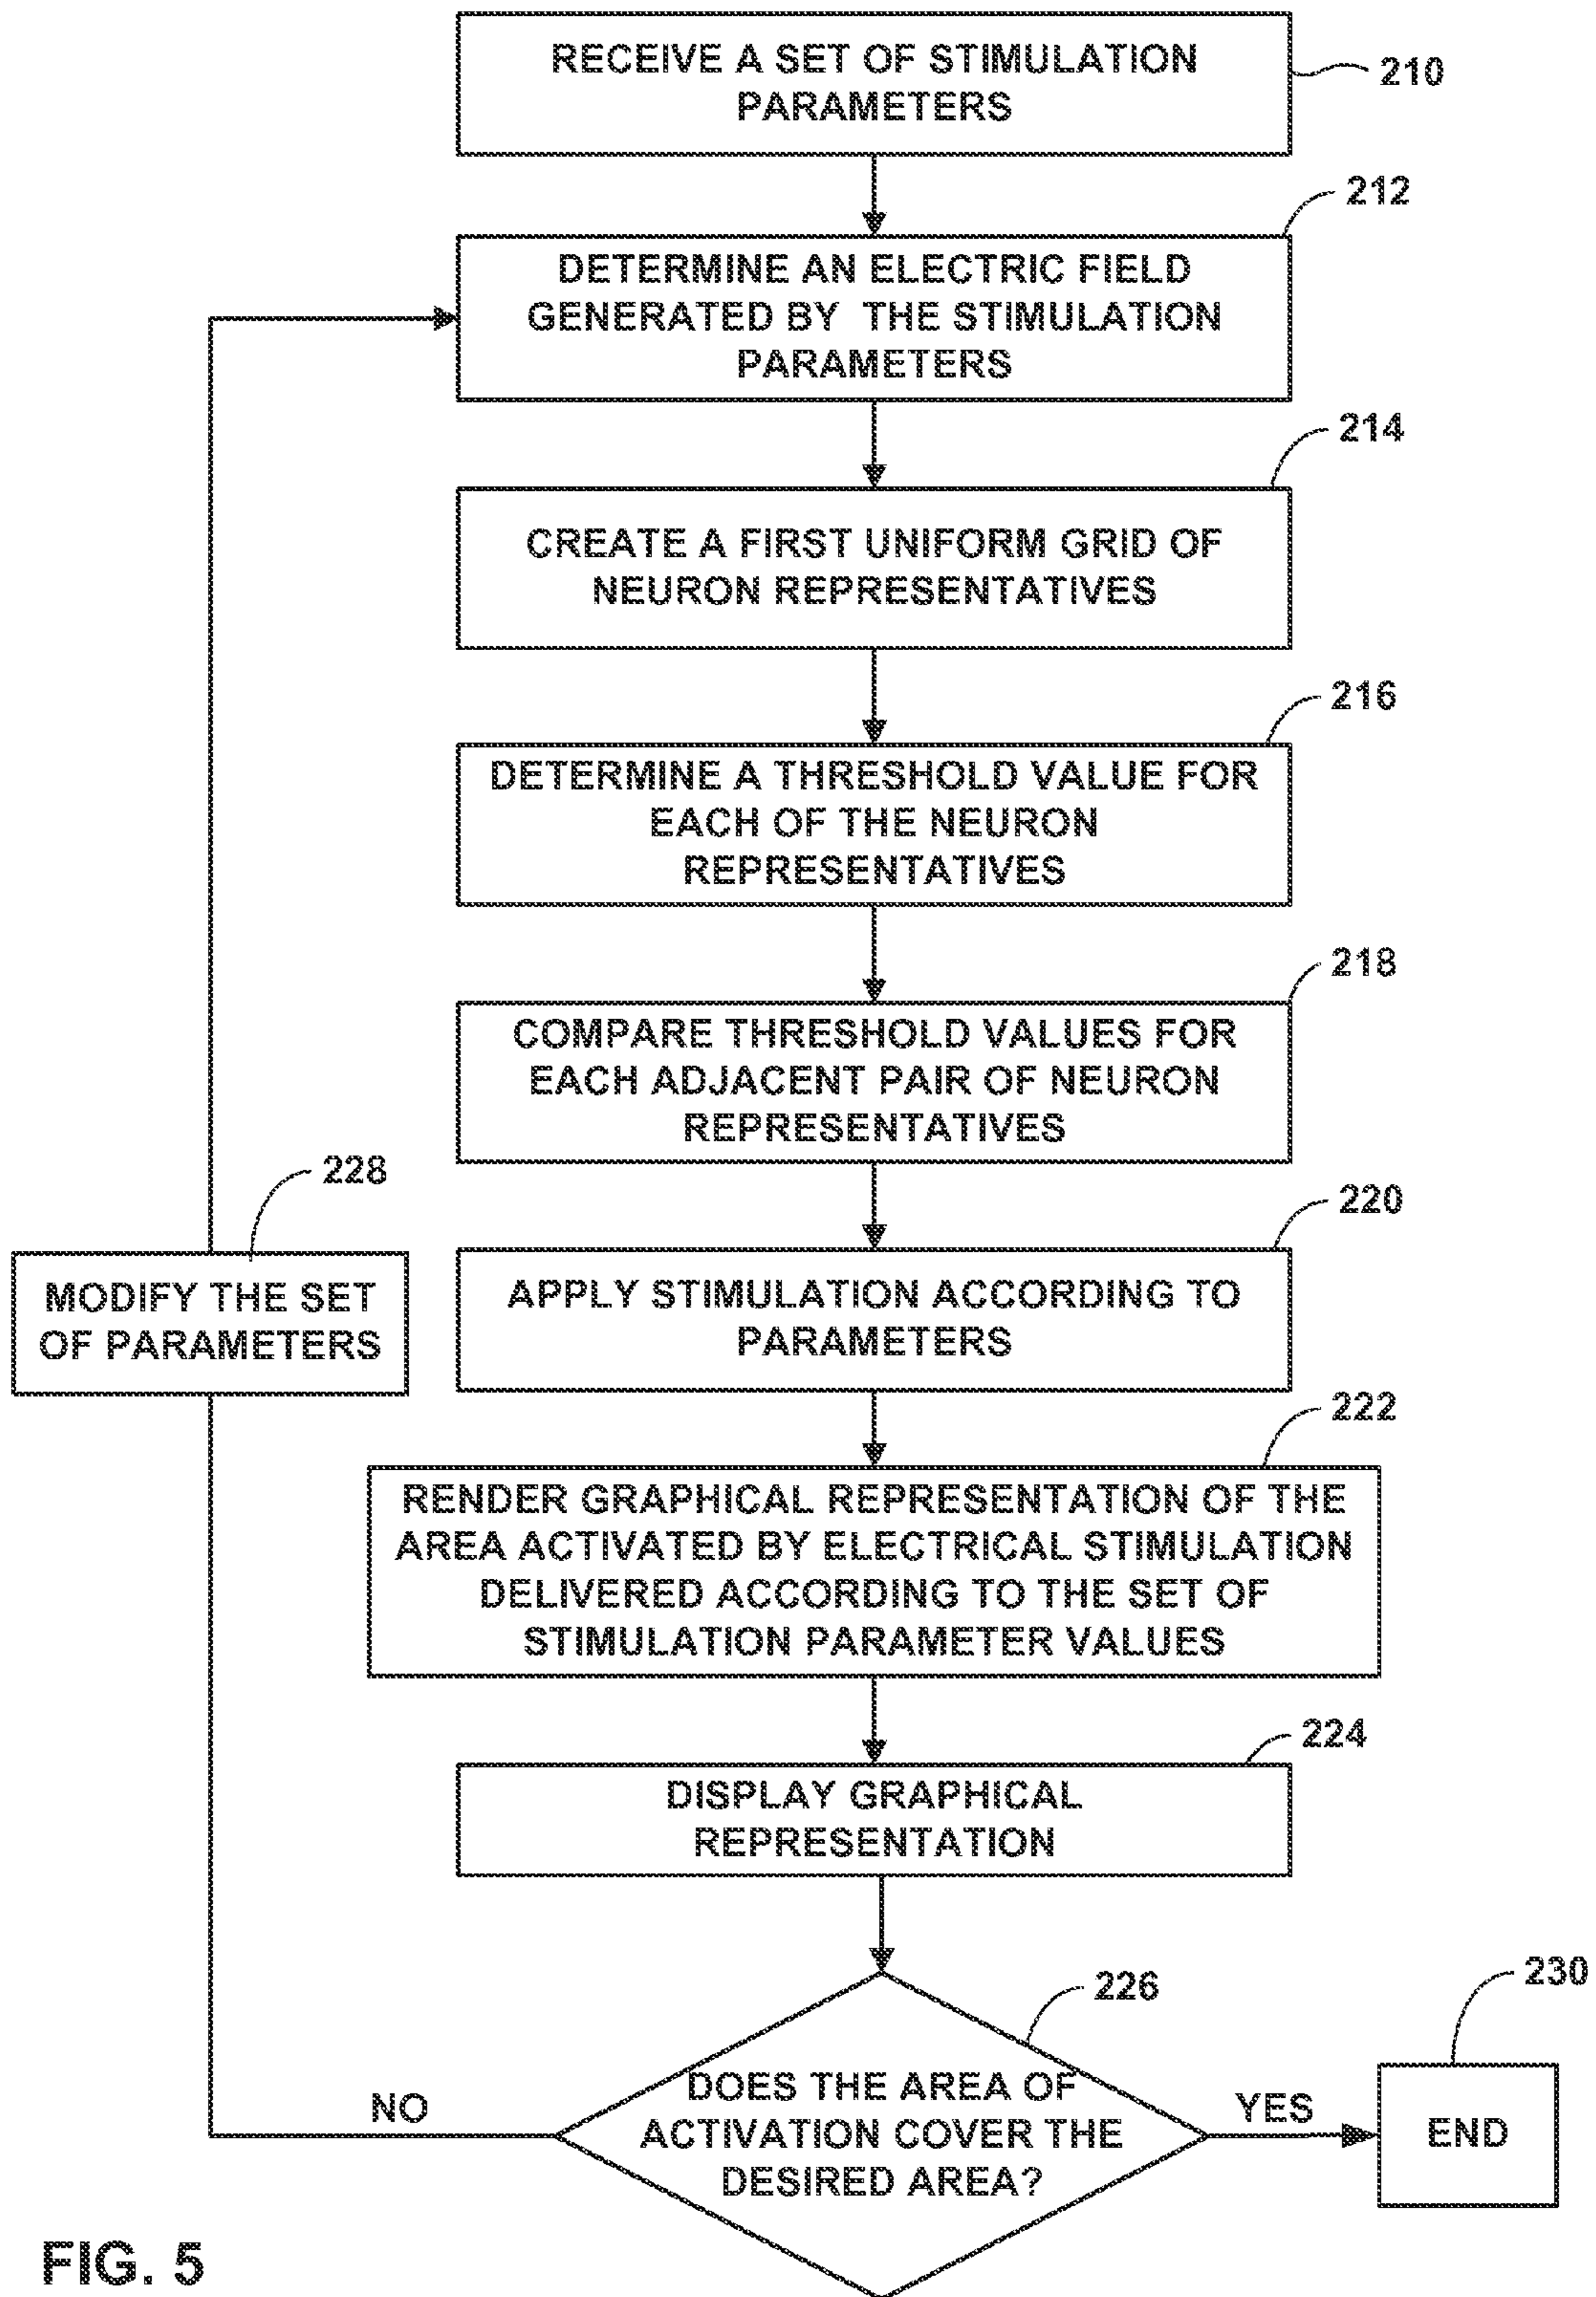 RECEIVE A SET OF STIMULATION
PARAMETERS
210
212
DETERMINE AN ELECTRIC FIELD
GENERATED BY THE STIMULATION
PARAMETERS
214
CREATE A FIRST UNIFORM GRID OF
NEURON REPRESENTATIVES
216
DETERMINE A THRESHOLD VALUE FOR
EACH OF THE NEURON
REPRESENTATIVES
218
COMPARE THRESHOLD VALUES FOR
EACH ADJACENT PAIR OF NEURON
REPRESENTATIVES
228
MODIFY THE SET
OF PARAMETERS
220
APPLY STIMULATION ACCORDING TO
PARAMETERS
222
RENDER GRAPHICAL REPRESENTATION OF THE
AREA ACTIVATED BY ELECTRICAL STIMULATION
DELIVERED ACCORDING TO THE SET OF
STIMULATION PARAMETER VALUES
224
DISPLAY GRAPHICAL
REPRESENTATION
226
DOES THE AREA OF
ACTIVATION COVER THE
DESIRED AREA?
NO
YES
230
END
FIG. 5